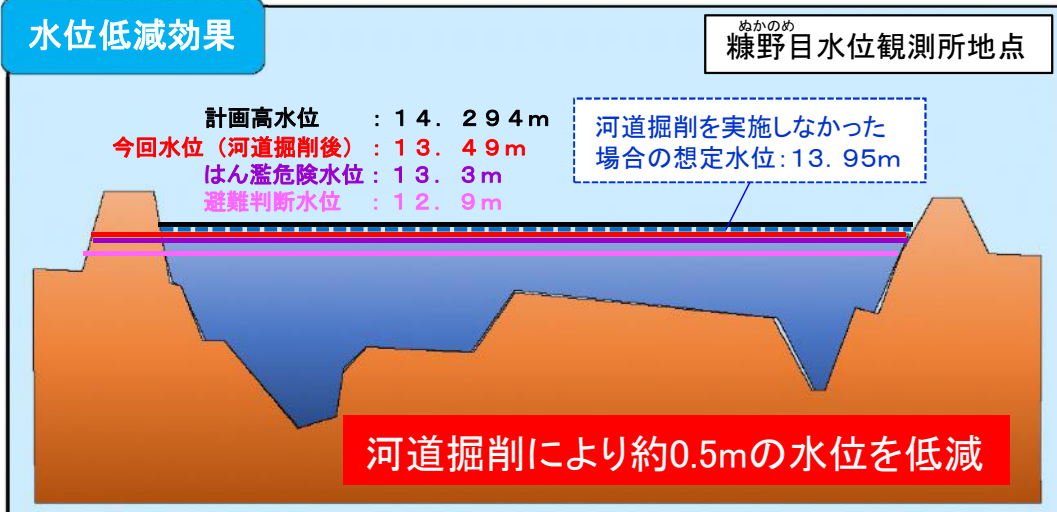 水位低減効果
ぬかのめ
糠野目水位観測所地点
計画高水位　　：１４．２９４ｍ
今回水位（河道掘削後）：１３．４９ｍ
はん濫危険水位：１３．３ｍ
避難判断水位　：１２．９ｍ
河道掘削を実施しなかった
場合の想定水位：13．95ｍ
河道掘削により約0.5mの水位を低減